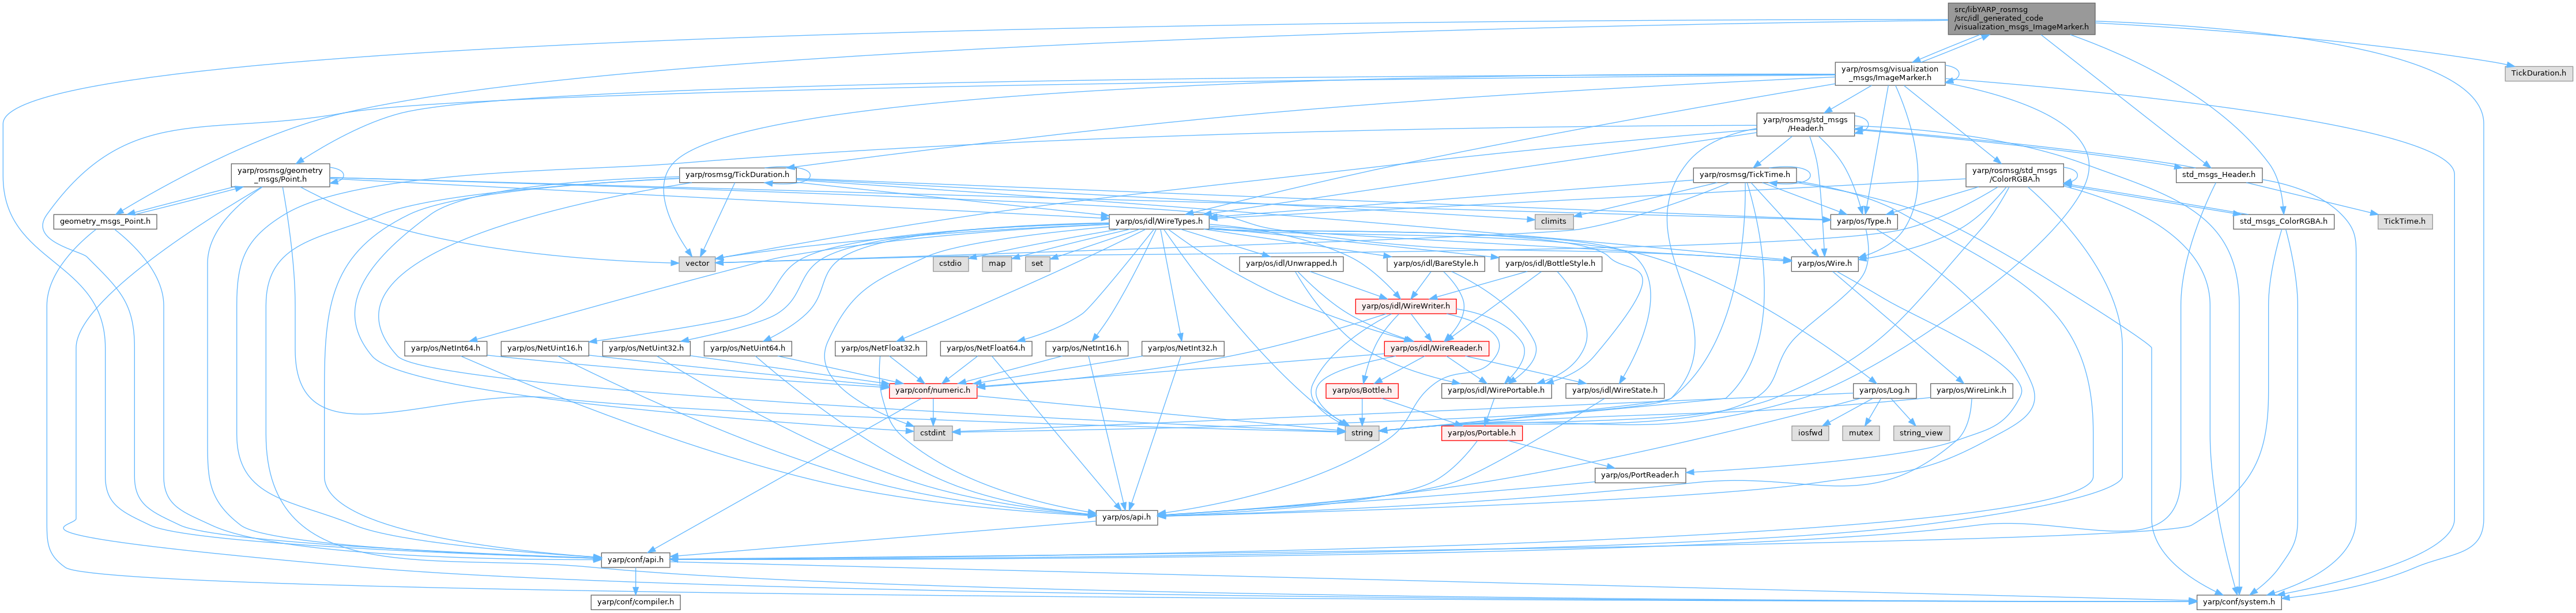 src/libYARP_rosmsg
/src/idl_generated_code
/visualization_msgs_ImageMarker.h
yarp/rosmsg/visualization
_msgs/ImageMarker.h
TickDuration.h
yarp/rosmsg/std_msgs
/Header.h
yarp/rosmsg/geometry
_msgs/Point.h
yarp/rosmsg/TickDuration.h
yarp/rosmsg/TickTime.h
yarp/rosmsg/std_msgs
/ColorRGBA.h
std_msgs_Header.h
geometry_msgs_Point.h
yarp/os/idl/WireTypes.h
climits
yarp/os/Type.h
std_msgs_ColorRGBA.h
TickTime.h
vector
cstdio
map
set
yarp/os/idl/Unwrapped.h
yarp/os/idl/BareStyle.h
yarp/os/idl/BottleStyle.h
yarp/os/Wire.h
yarp/os/idl/WireWriter.h
yarp/os/NetInt64.h
yarp/os/NetUint16.h
yarp/os/NetUint32.h
yarp/os/NetUint64.h
yarp/os/NetFloat32.h
yarp/os/NetFloat64.h
yarp/os/NetInt16.h
yarp/os/NetInt32.h
yarp/os/idl/WireReader.h
yarp/conf/numeric.h
yarp/os/Bottle.h
yarp/os/idl/WirePortable.h
yarp/os/idl/WireState.h
yarp/os/Log.h
yarp/os/WireLink.h
cstdint
string
yarp/os/Portable.h
iosfwd
mutex
string_view
yarp/os/PortReader.h
yarp/os/api.h
yarp/conf/api.h
yarp/conf/compiler.h
yarp/conf/system.h